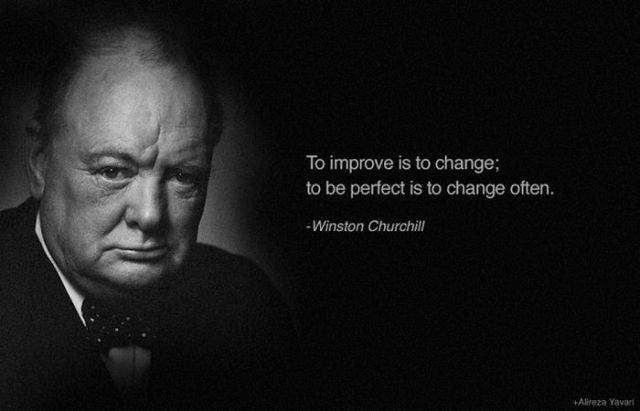 To improve is to change;
to be perfect is to change often.
-Winston Churchill
+Alireza Yavari